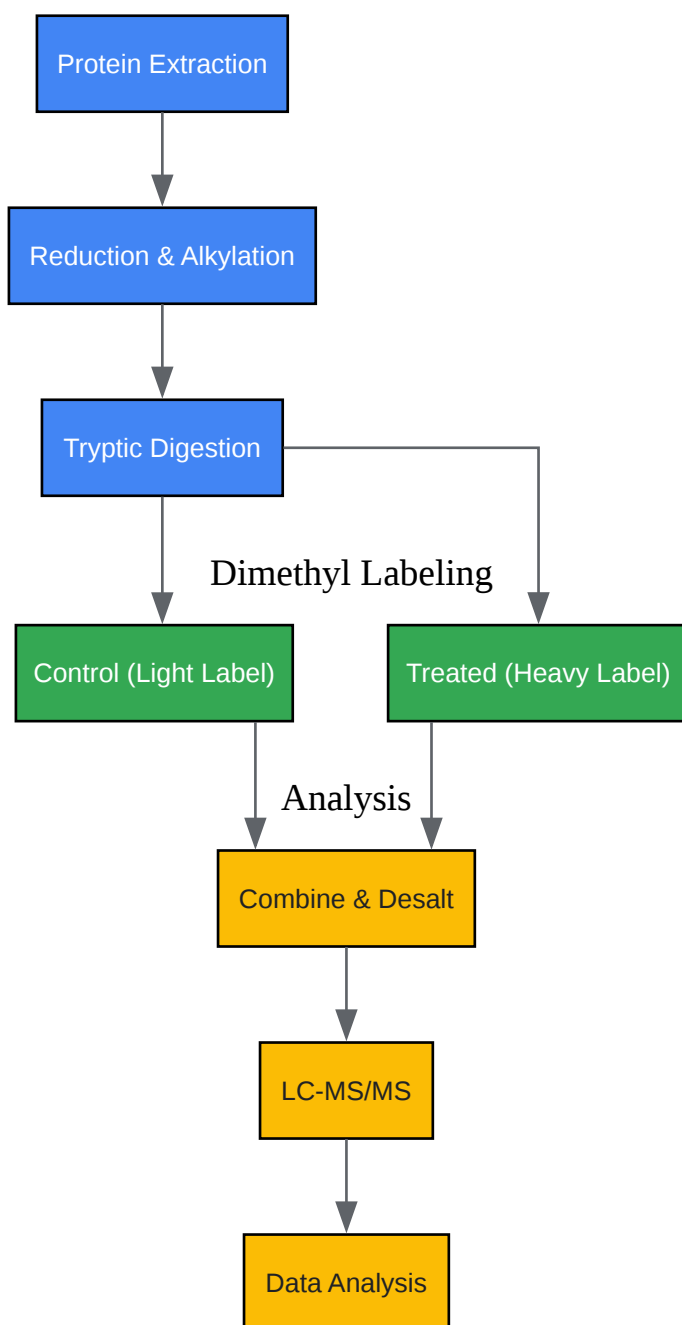 Protein Extraction
Reduction & Alkylation
Tryptic Digestion
Dimethyl Labeling
Control (Light Label)
Treated (Heavy Label)
Analysis
Combine & Desalt
LC-MS/MS
Data Analysis